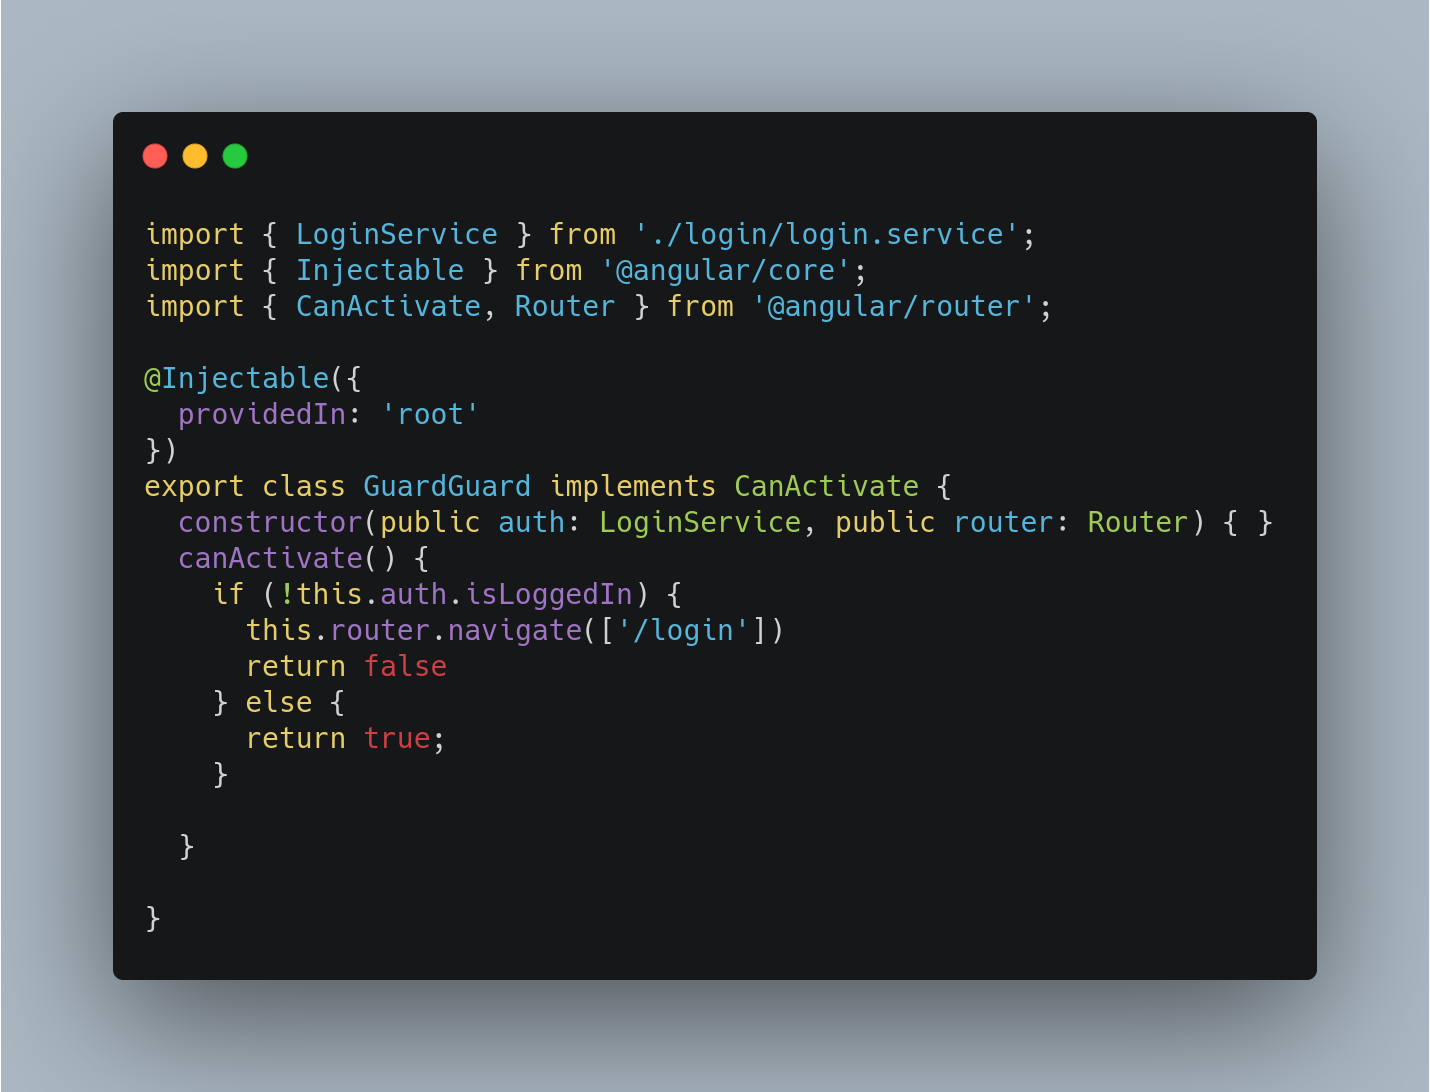 import { LoginService } from './login/login.service';
import { Injectable } from '@angular/core';
import { CanActivate, Router } from '@angular/router';

@Injectable({
  providedIn: 'root'
})
export class GuardGuard implements CanActivate {
  constructor(public auth: LoginService, public router: Router) { }
  canActivate() {
    if (!this.auth.isLoggedIn) {
      this.router.navigate(['/login'])
      return false
    } else {
      return true;
    }

  }

}